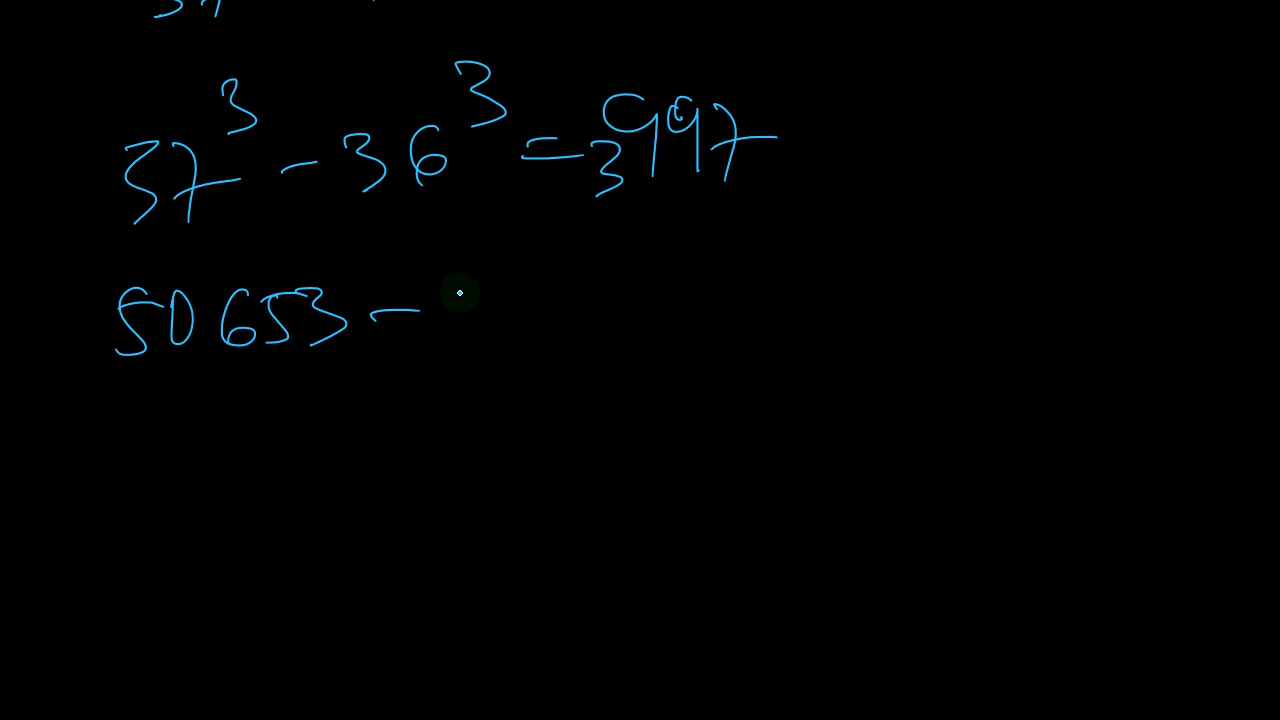 37³ - 36³ = 3997
50653 -